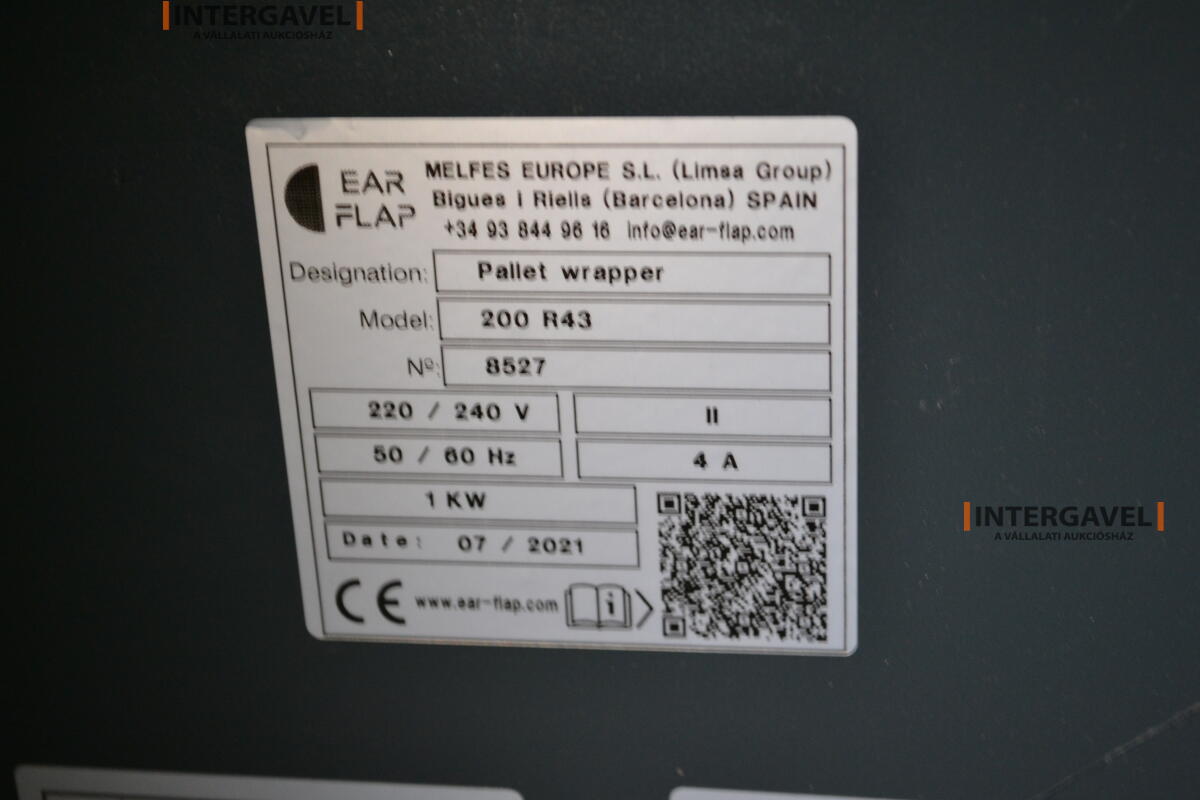 INTERGAVEL
A VÁLLALATI AUKCIÓSHÁZ
EAR FLAP
MELFES EUROPE S.L. (Limsa Group)
Bigues i Riells (Barcelona) SPAIN
+34 93 844 96 16 info@ear-flap.com
Designation: Pallet wrapper
Model: 200 R43
Nº: 8527
220 / 240 V II
50 / 60 Hz 4 A
1 KW
Date: 07 / 2021
CE www.ear-flap.com i
INTERGAVEL
A VÁLLALATI AUKCIÓSHÁZ